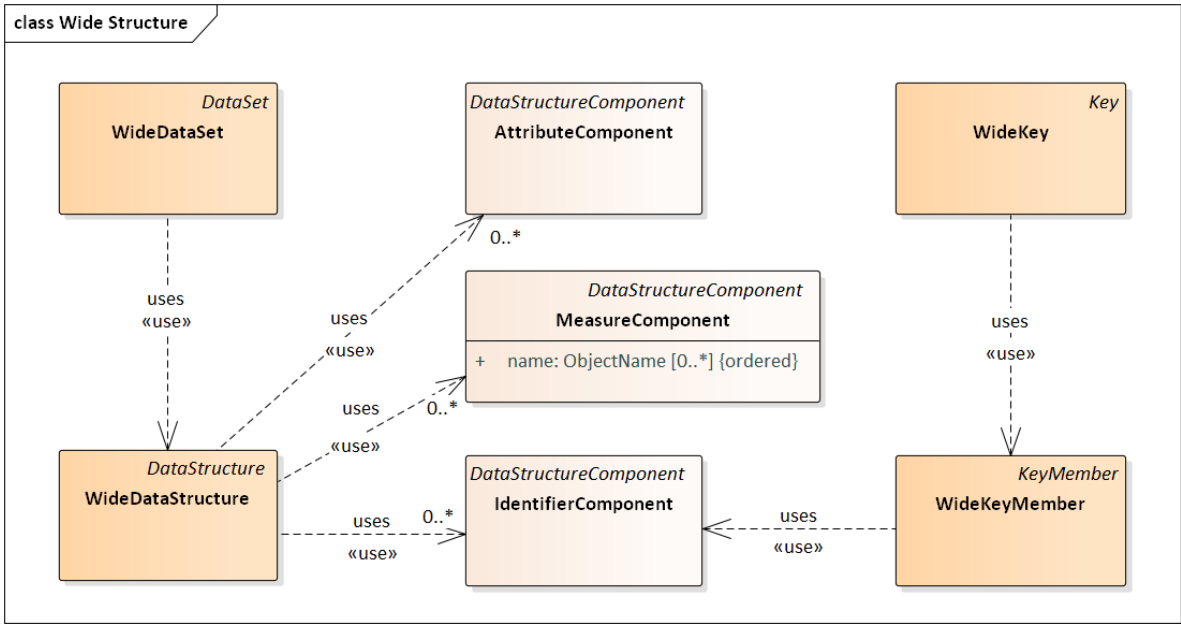 class Wide Structure
DataSet
WideDataSet
DataStructureComponent
AttributeComponent
Key
WideKey
0..*
uses
«use»
uses
«use»
DataStructureComponent
MeasureComponent
+ name: ObjectName [0..*] {ordered}
uses
«use»
uses
0..*
«use»
DataStructure
WideDataStructure
DataStructureComponent
IdentifierComponent
KeyMember
WideKeyMember
uses
0..*
«use»
uses
«use»